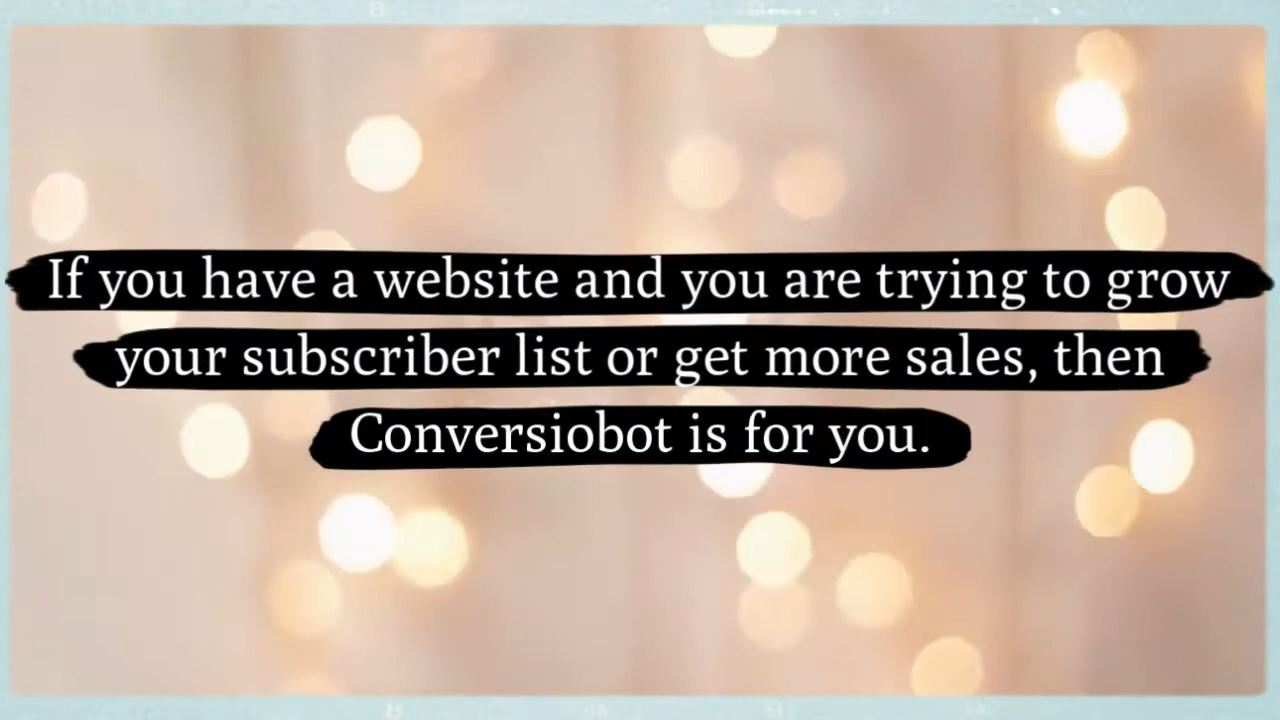 If you have a website and you are trying to grow
your subscriber list or get more sales, then
Conversiobot is for you.